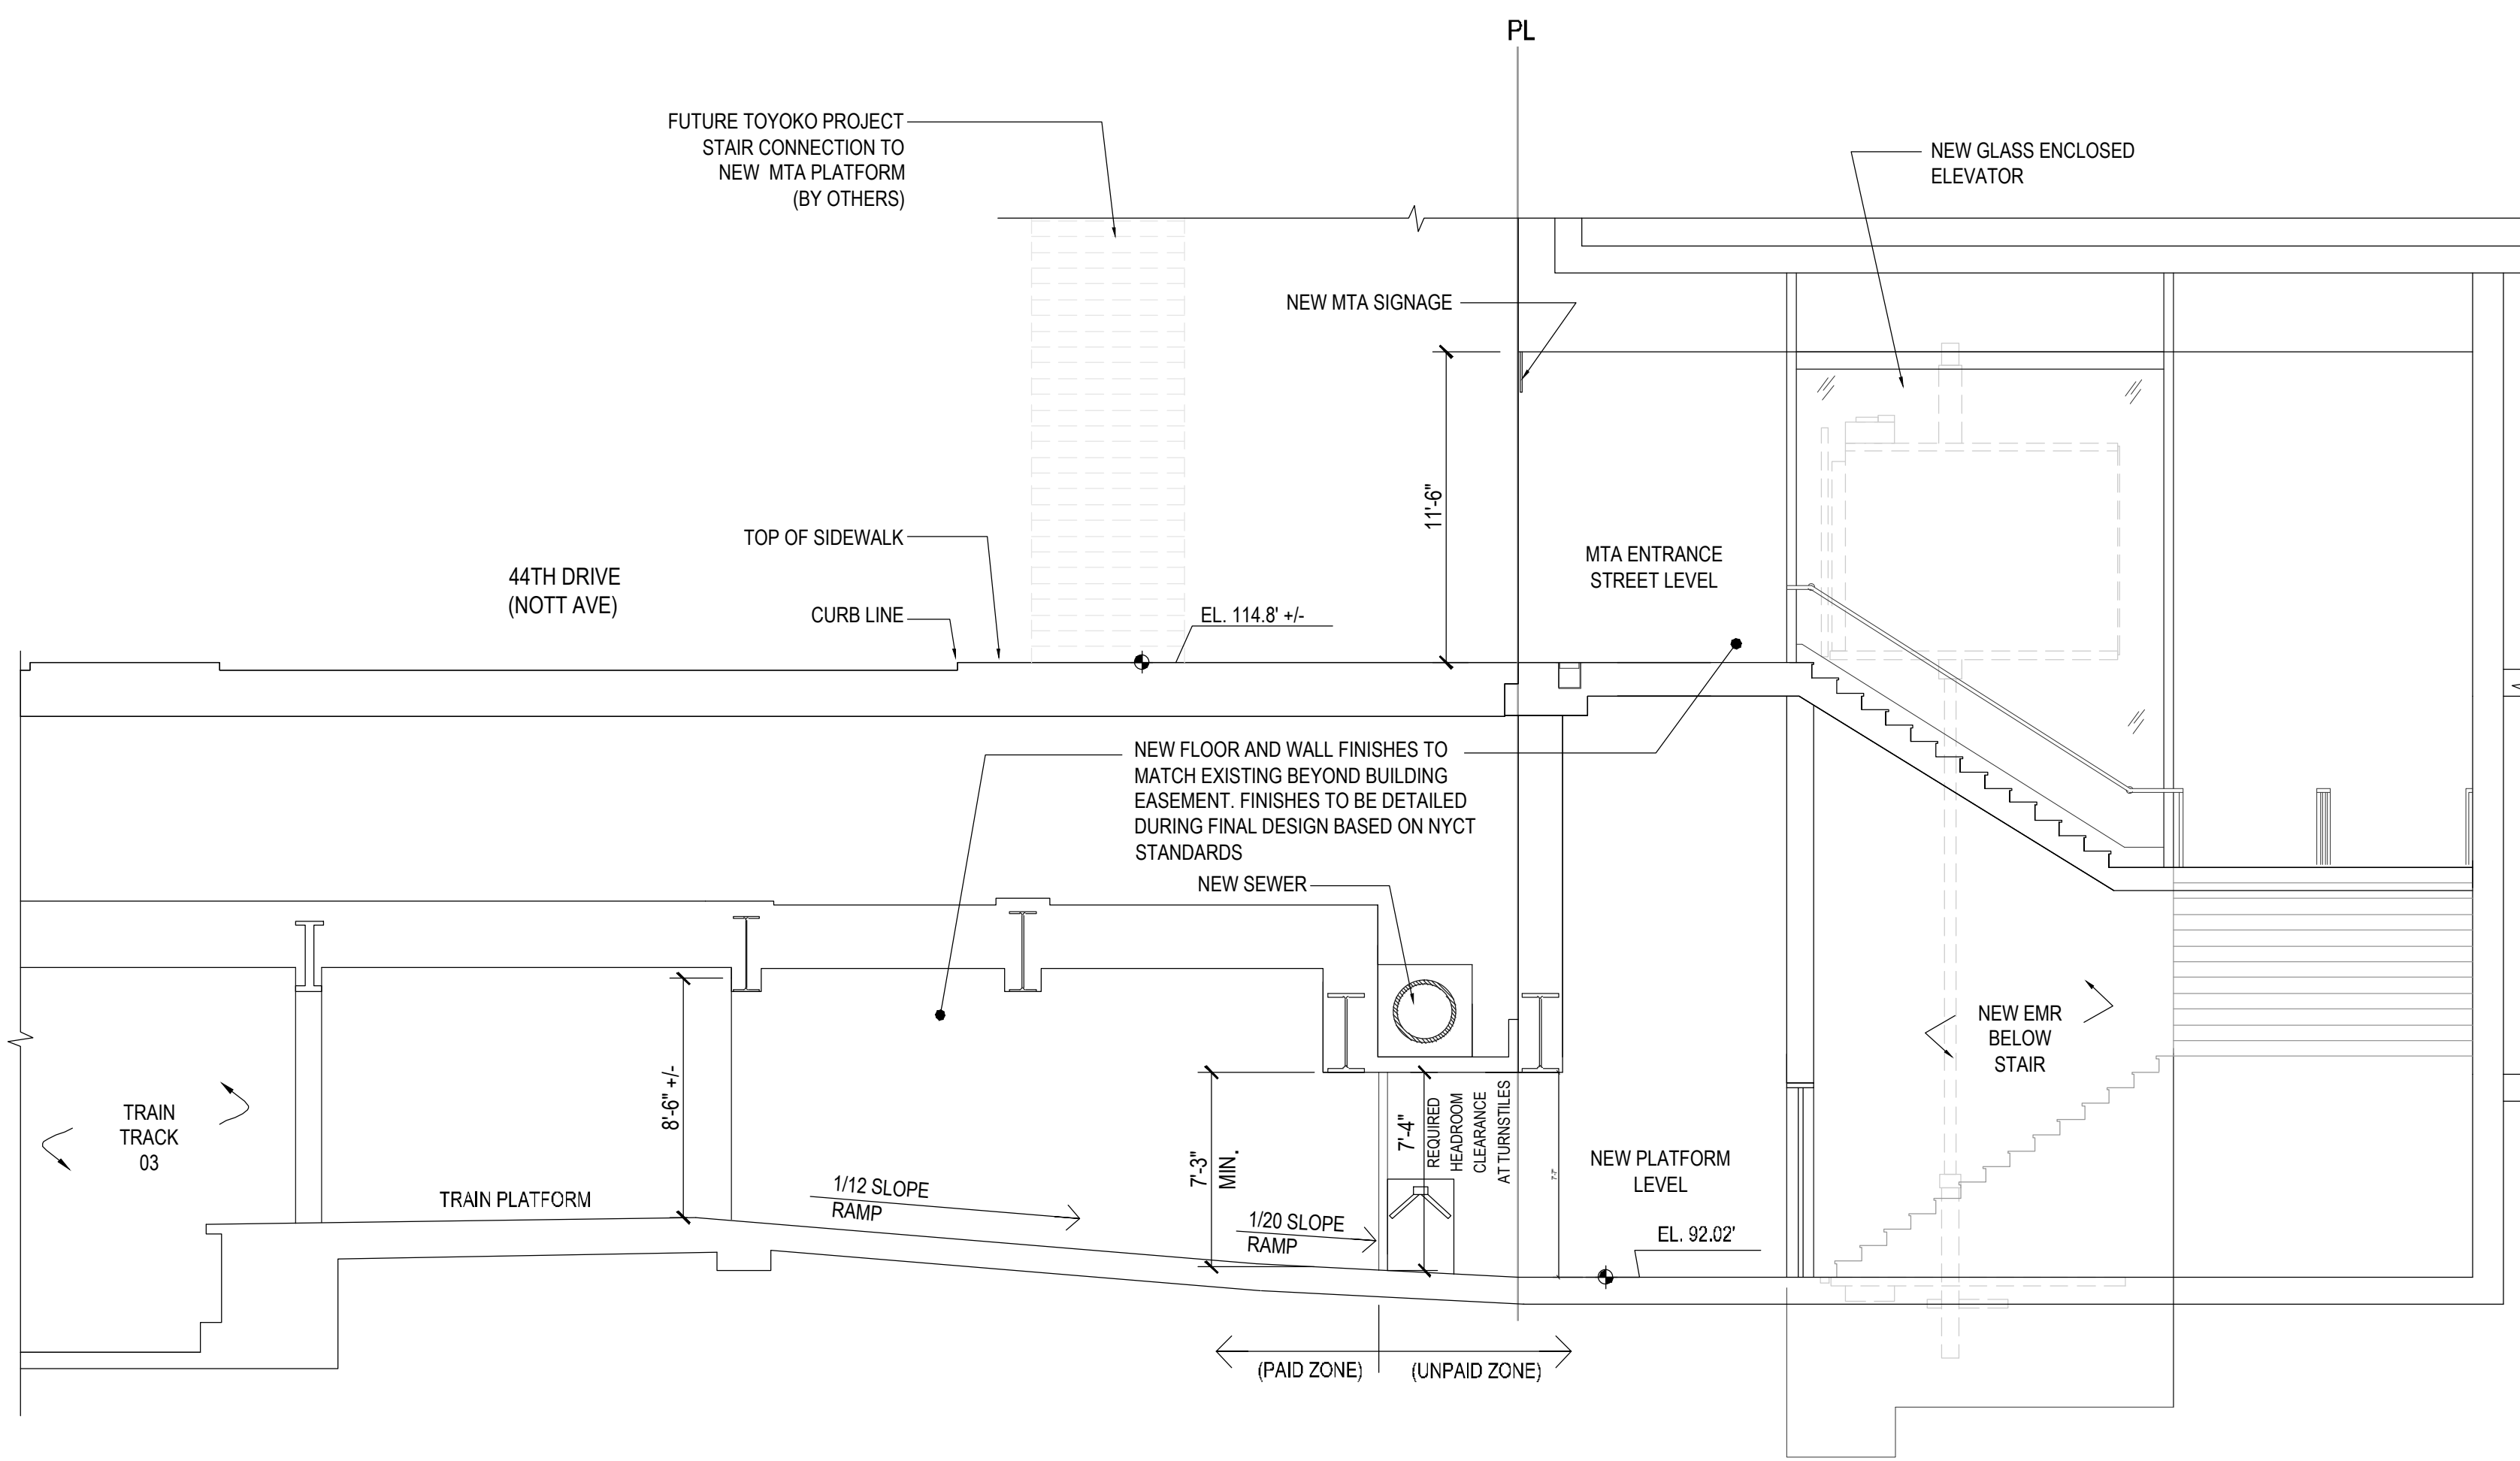 PL
FUTURE TOYOKO PROJECT
STAIR CONNECTION TO
NEW MTA PLATFORM
(BY OTHERS)
NEW GLASS ENCLOSED
ELEVATOR
NEW MTA SIGNAGE
11'-6"
TOP OF SIDEWALK
MTA ENTRANCE
STREET LEVEL
44TH DRIVE
(NOTT AVE)
CURB LINE
EL. 114.8' +/-
NEW FLOOR AND WALL FINISHES TO
MATCH EXISTING BEYOND BUILDING
EASEMENT. FINISHES TO BE DETAILED
DURING FINAL DESIGN BASED ON NYCT
STANDARDS
NEW SEWER
NEW EMR
BELOW
STAIR
TRAIN
TRACK
03
8'-6" +/-
TRAIN PLATFORM
1/12 SLOPE
RAMP
7'-3"
MIN.
1/20 SLOPE
RAMP
7'-4"
REQUIRED
HEADROOM
CLEARANCE
AT TURNSTILES
NEW PLATFORM
LEVEL
EL. 92.02'
(PAID ZONE)
(UNPAID ZONE)